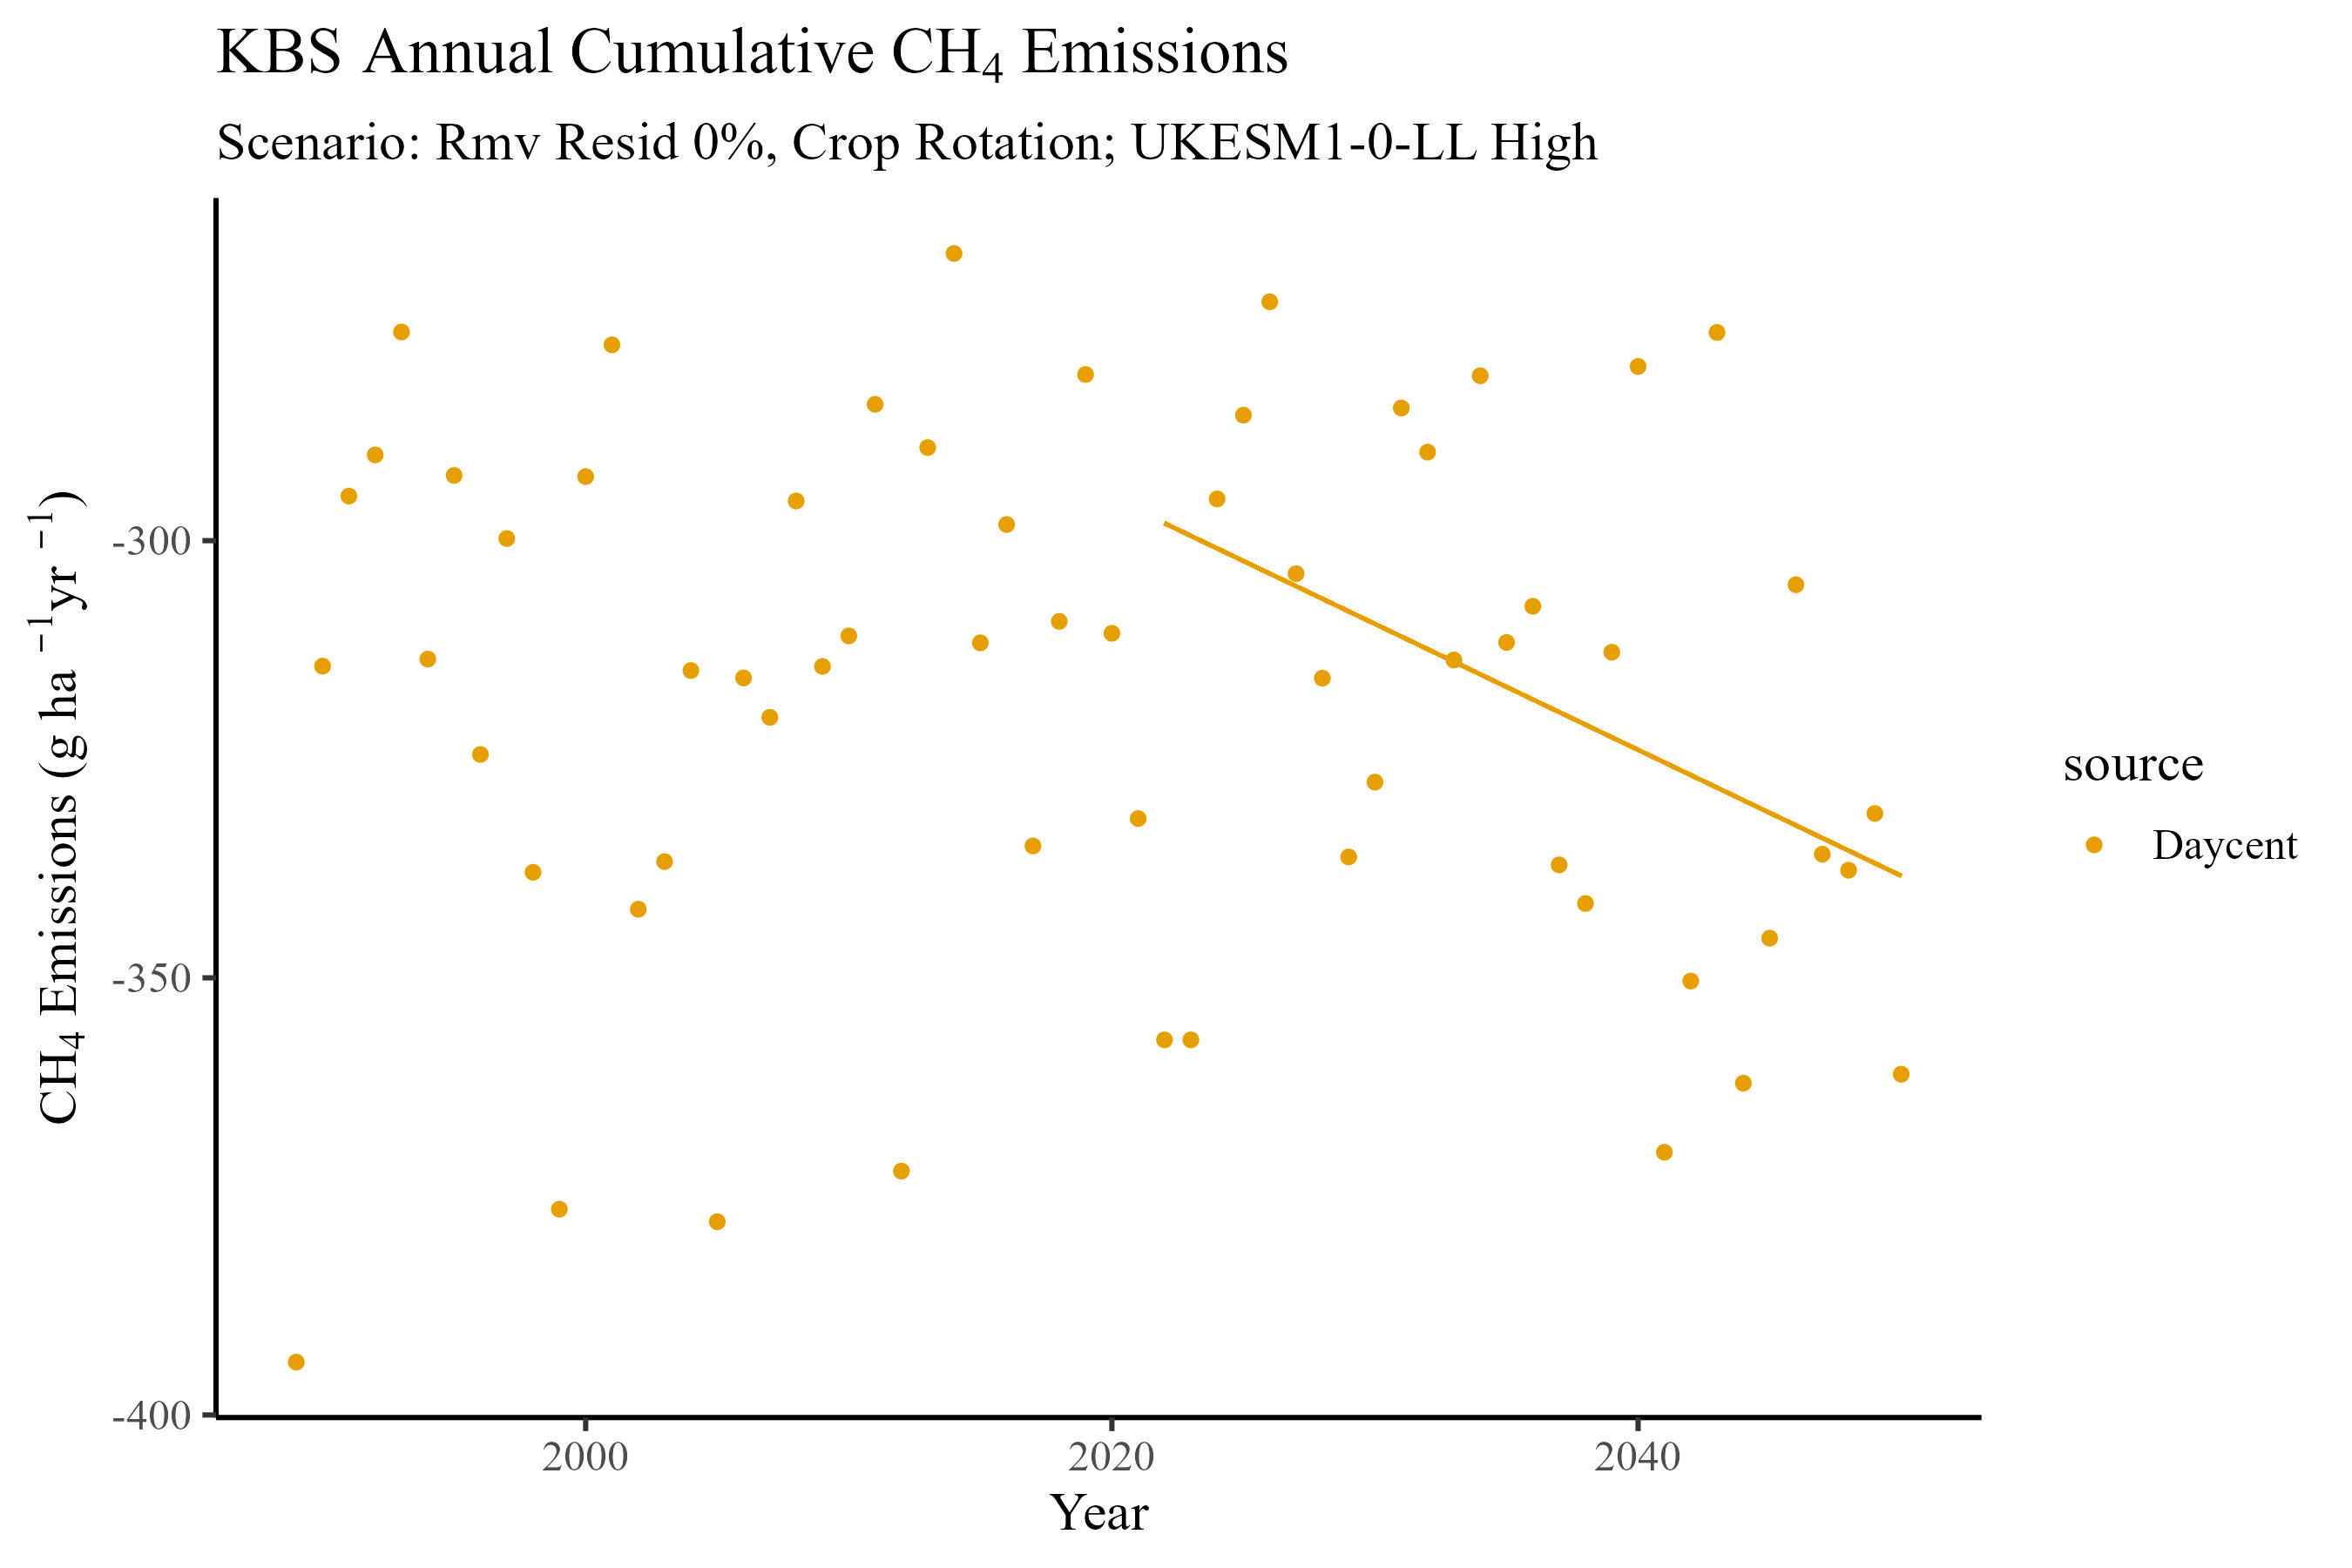 KBS Annual Cumulative CH₄ Emissions
Scenario: Rmv Resid 0%, Crop Rotation; UKESM1-0-LL High
CH₄ Emissions (g ha ⁻¹yr ⁻¹)
-300
-350
-400
2000
2020
2040
Year
source
Daycent